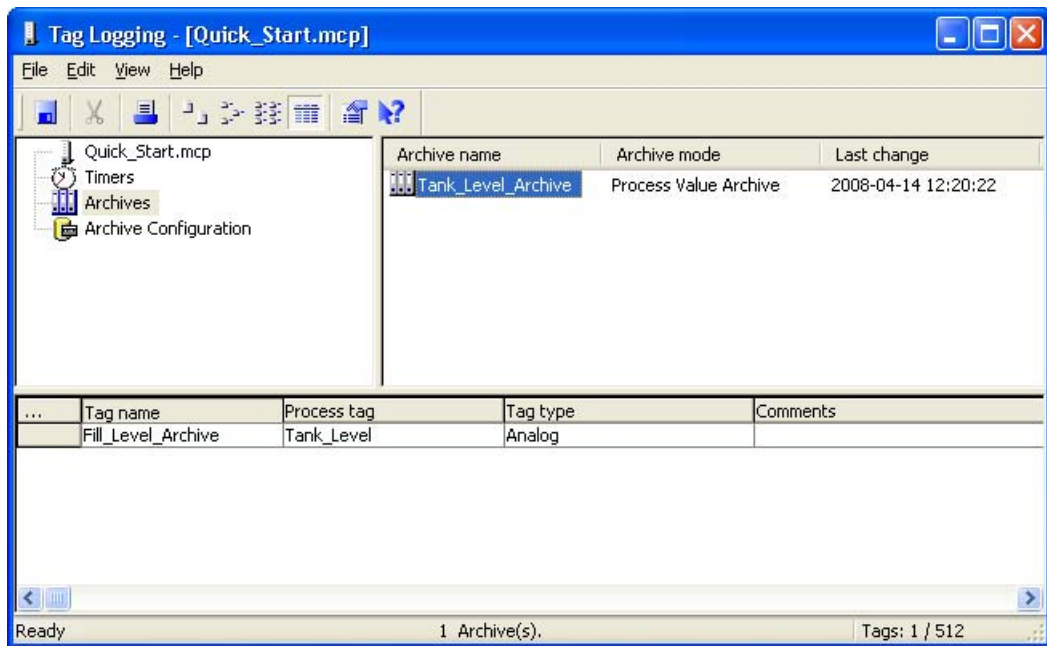 Tag Logging - [Quick_Start.mcp]
File Edit View Help
Quick_Start.mcp
Timers
Archives
Archive Configuration
Archive name Archive mode Last change
Tank_Level_Archive Process Value Archive 2008-04-14 12:20:22
... Tag name Process tag Tag type Comments
Fill_Level_Archive Tank_Level Analog
Ready 1 Archive(s). Tags: 1 / 512